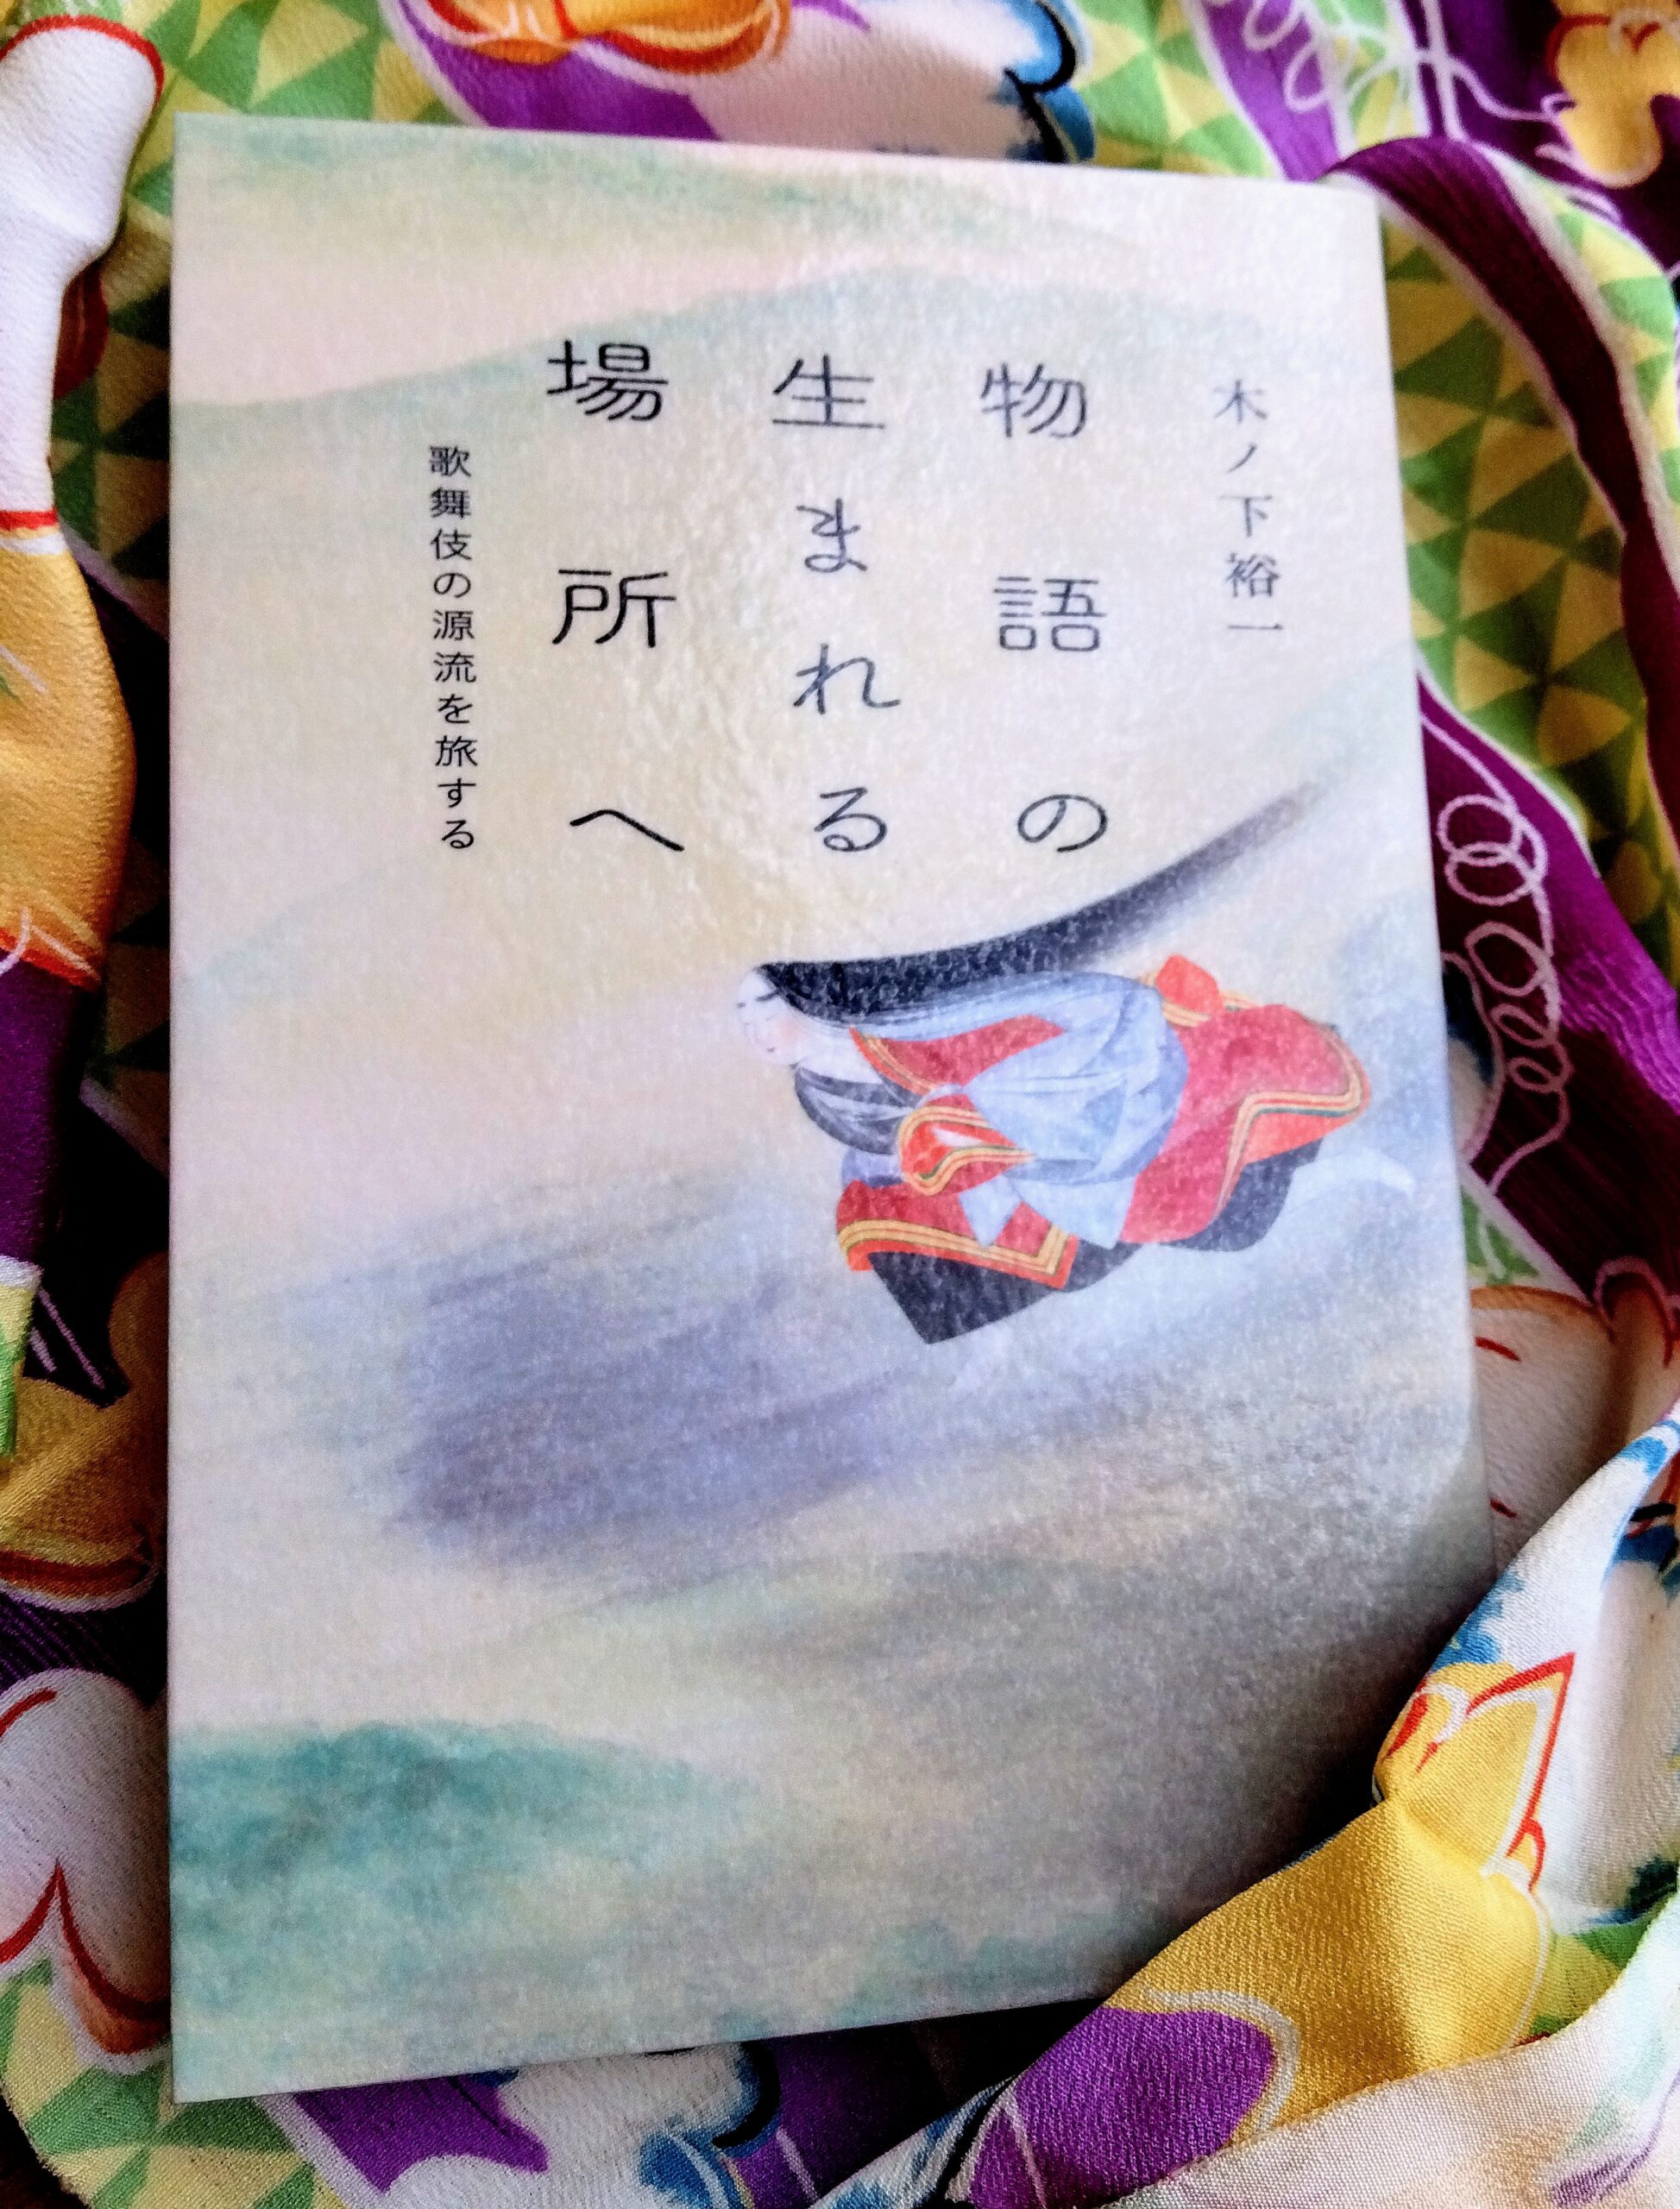 木ノ下裕一
物語の
生まれる
場所へ
歌舞伎の源流を旅する